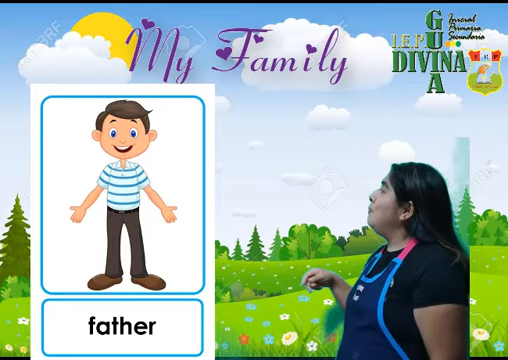 My Family
I.E.P
GUIA
DIVINA
Inicial
Primaria
Secundaria
father